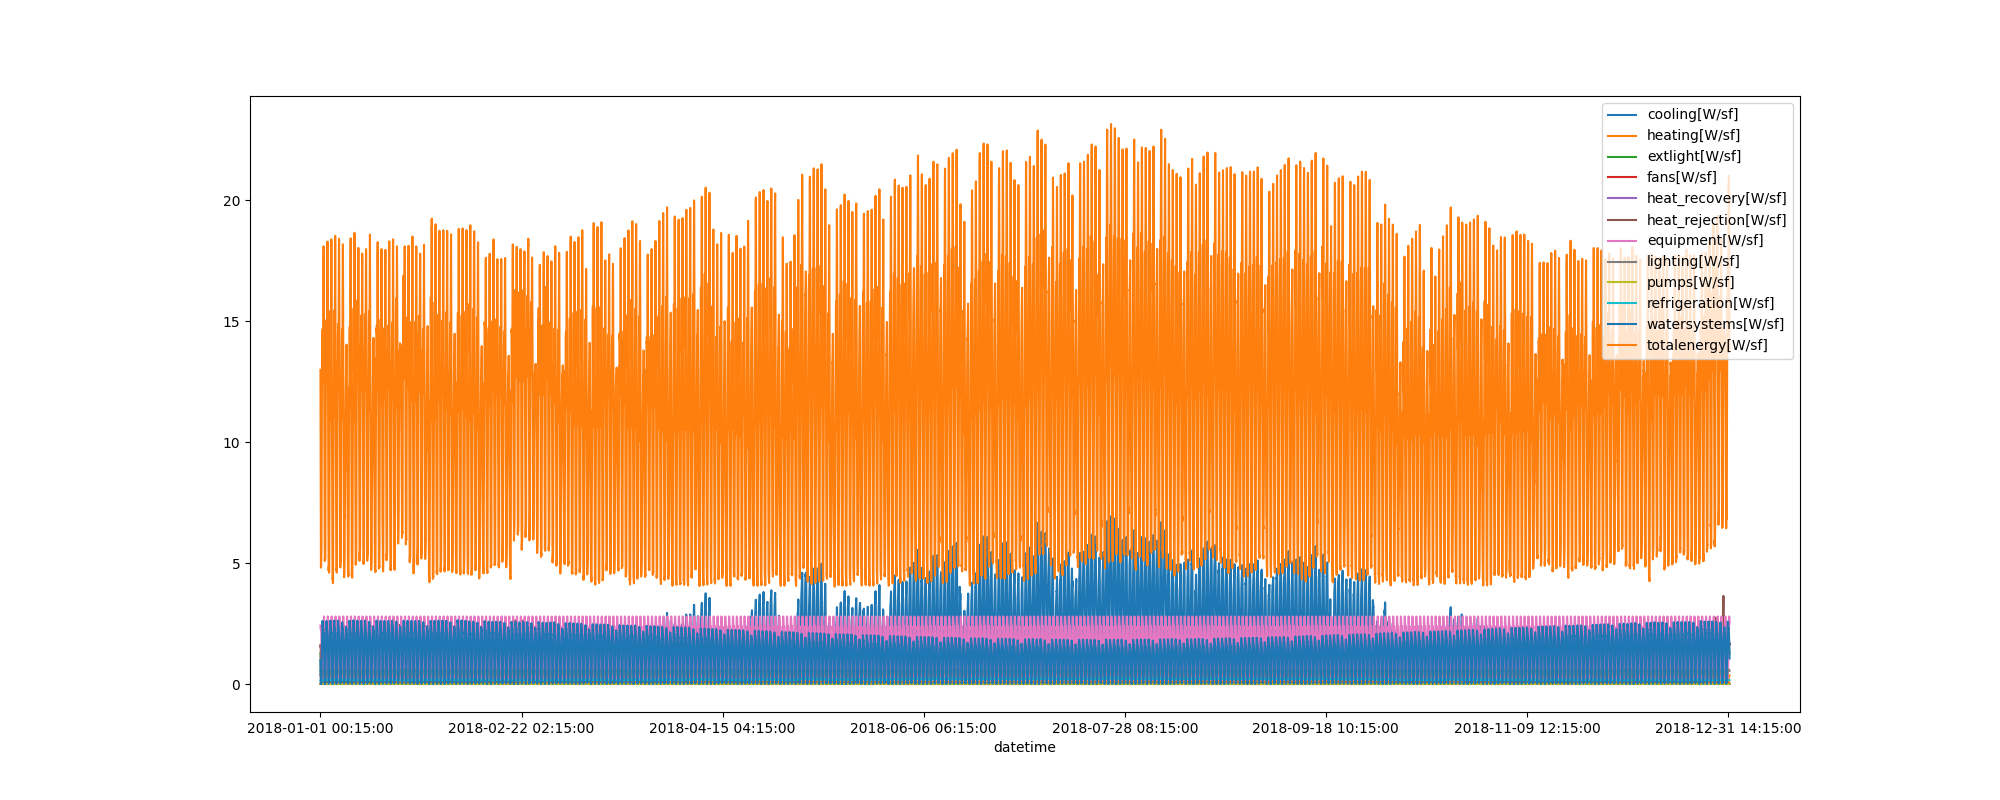 cooling[W/sf]
heating[W/sf]
extlight[W/sf]
fans[W/sf]
heat_recovery[W/sf]
heat_rejection[W/sf]
equipment[W/sf]
lighting[W/sf]
pumps[W/sf]
refrigeration[W/sf]
watersystems[W/sf]
totalenergy[W/sf]
20
15
10
5
0
2018-01-01 00:15:00 2018-02-22 02:15:00 2018-04-15 04:15:00 2018-06-06 06:15:00 2018-07-28 08:15:00 2018-09-18 10:15:00 2018-11-09 12:15:00 2018-12-31 14:15:00
datetime